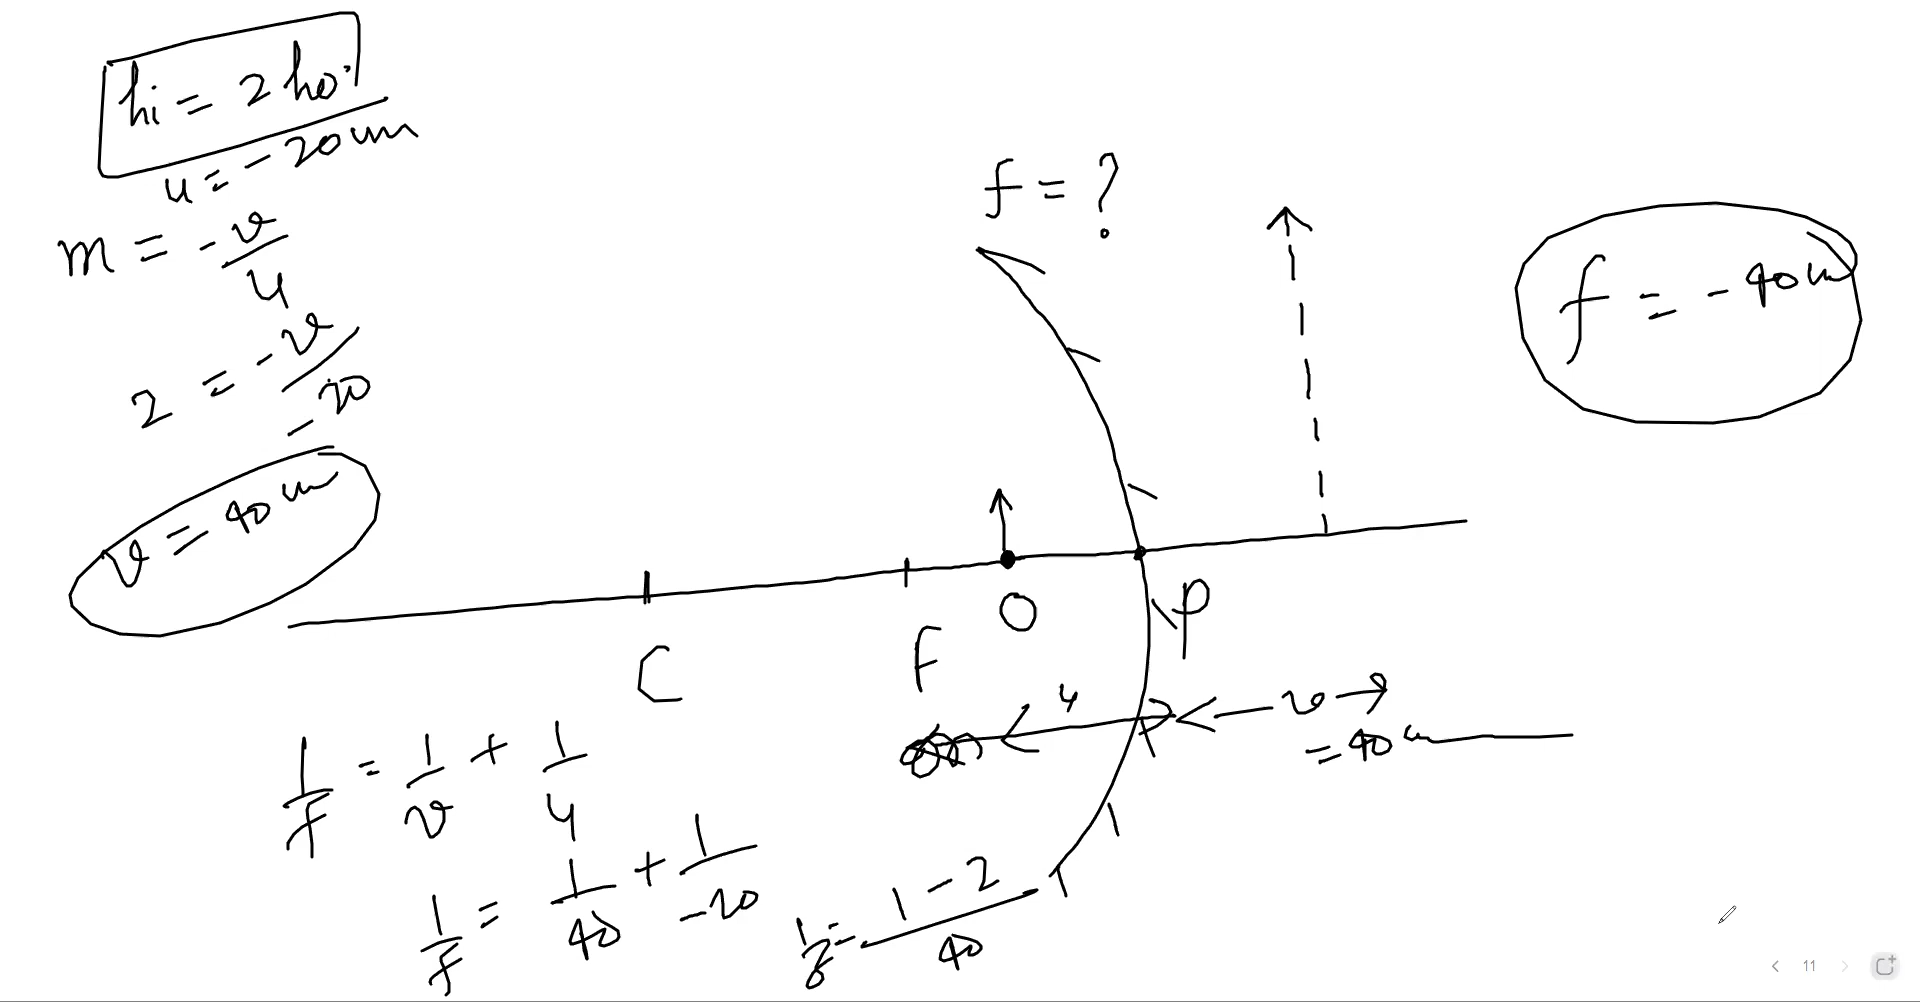 hi = 2 ho
u = -20 cm
m = -v/u
2 = -v/-20
v = 40 cm
f = ?
f = -40 cm
C
F
O
P
u
v
= 40 cm
1/f = 1/v + 1/u
1/f = 1/40 + 1/-20
1/f = 1-2/40
11